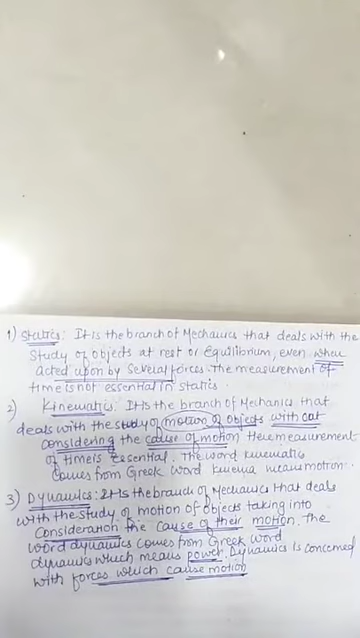 1) Statics: It is the branch of Mechanics that deals with the
Study of objects at rest or Equilibrium, even when
acted upon by Several forces. The measurement of
time is not essential in statics.
2) Kinematics: It is the branch of Mechanics that
deals with the study of motion of objects with out
considering the cause of motion Here measurement
of time is Essential. The word kinematics
Comes from Greek word kinema means motion.
3) Dynamics: It is the branch of Mechanics that deals
with the study of motion of objects taking into
Consideration the cause of their motion. The
word dynamics comes from Greek word
dynamics which means power. Dynamics is concerned
with forces which cause motion